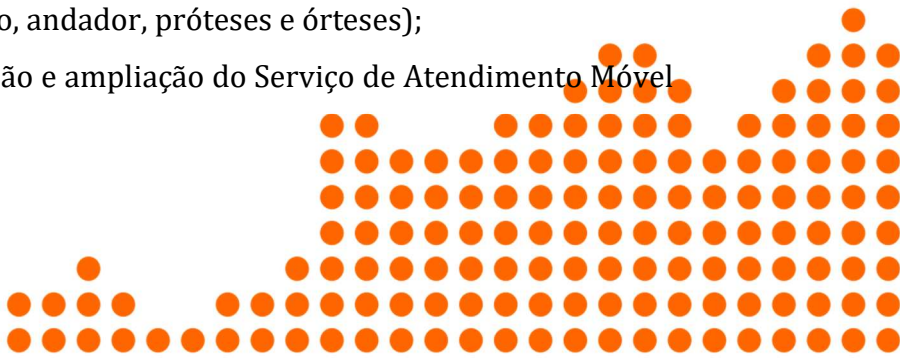 o, andador, próteses e órteses);
ão e ampliação do Serviço de Atendimento Móvel